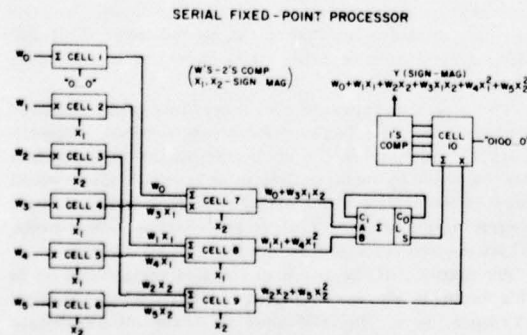 SERIAL FIXED-POINT PROCESSOR
W₀ Σ CELL 1
"0...0"
(W'S-2'S COMP
X₁, X₂-SIGN MAG)
Y (SIGN-MAG)
W₀+W₁X₁+W₂X₂+W₃X₁X₂+W₄X₁²+W₅X₂²
W₁ X CELL 2
X₁
1'S COMP
CELL 10
Σ X
"0100...0"
W₂ X CELL 3
X₂
W₀
W₃ X CELL 4
X₁
W₃X₁
Σ X CELL 7
X₂
W₀+W₃X₁X₂
Cᵢ A B Σ C₀ L S
W₄ X CELL 5
X₁
W₁X₁
W₄X₁
Σ X CELL 8
X₁
W₁X₁+W₄X₁²
W₅ X CELL 6
X₂
W₂X₂
W₅X₂
Σ X CELL 9
X₂
W₂X₂+W₅X₂²